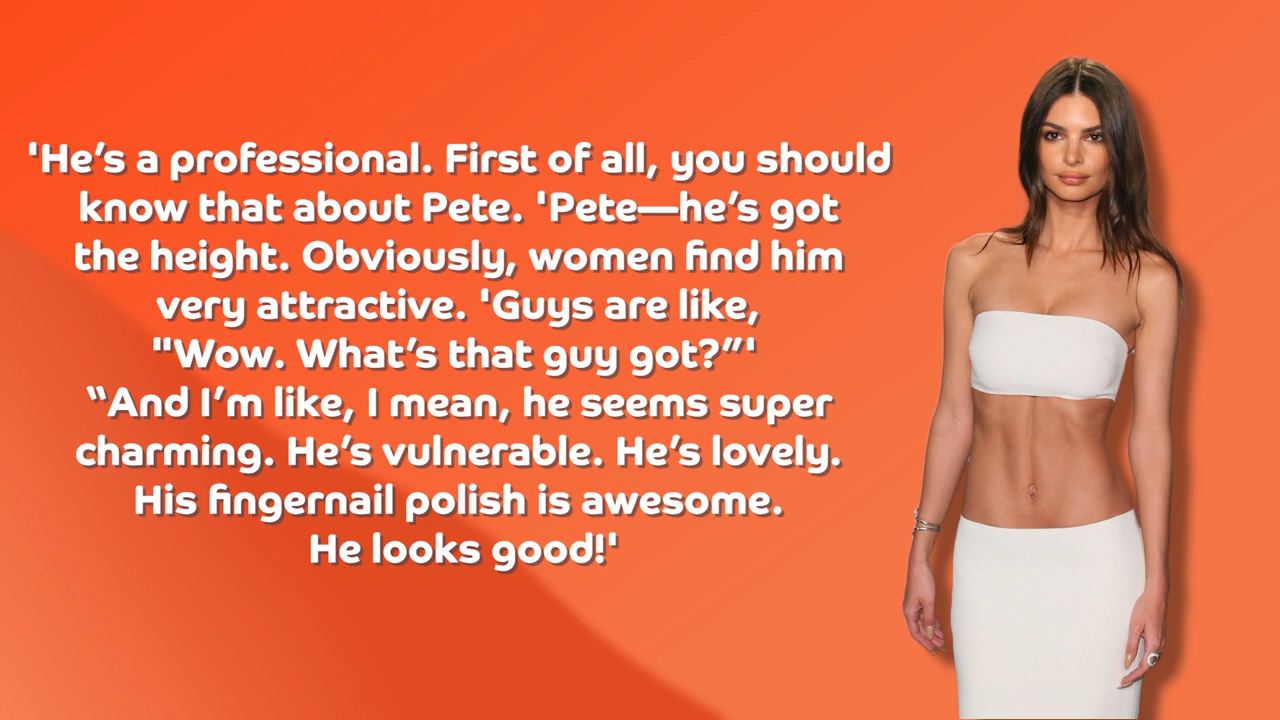 'He’s a professional. First of all, you should
know that about Pete. 'Pete—he’s got
the height. Obviously, women find him
very attractive. 'Guys are like,
"Wow. What’s that guy got?”'
“And I’m like, I mean, he seems super
charming. He’s vulnerable. He’s lovely.
His fingernail polish is awesome.
He looks good!'